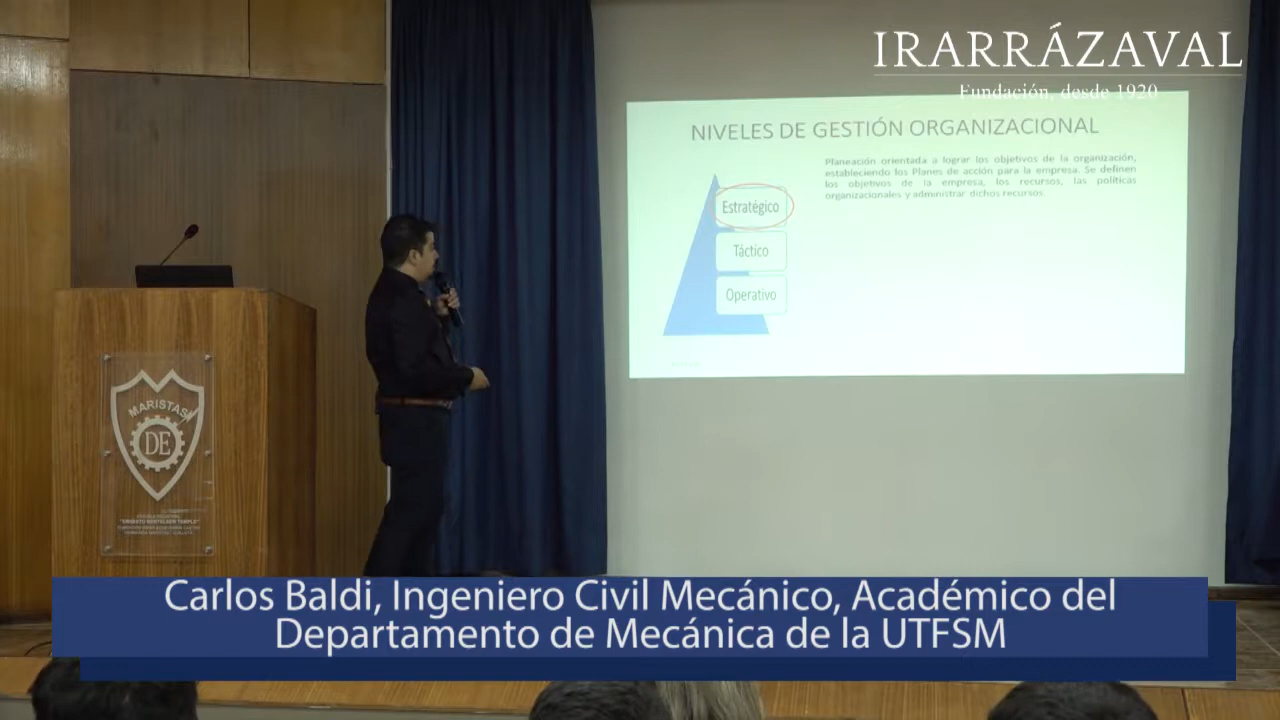 IRARRÁZAVAL
Fundación, desde 1920
NIVELES DE GESTIÓN ORGANIZACIONAL
Planeación orientada a lograr los objetivos de la organización,
estableciendo los Planes de acción para la empresa. Se definen
los objetivos de la empresa, los recursos, las políticas
organizacionales y administrar dichos recursos.
Estratégico
Táctico
Operativo
MARISTAS
DE
"ERNESTO BERTELSEN TEMPLE"
Carlos Baldi, Ingeniero Civil Mecánico, Académico del
Departamento de Mecánica de la UTFSM